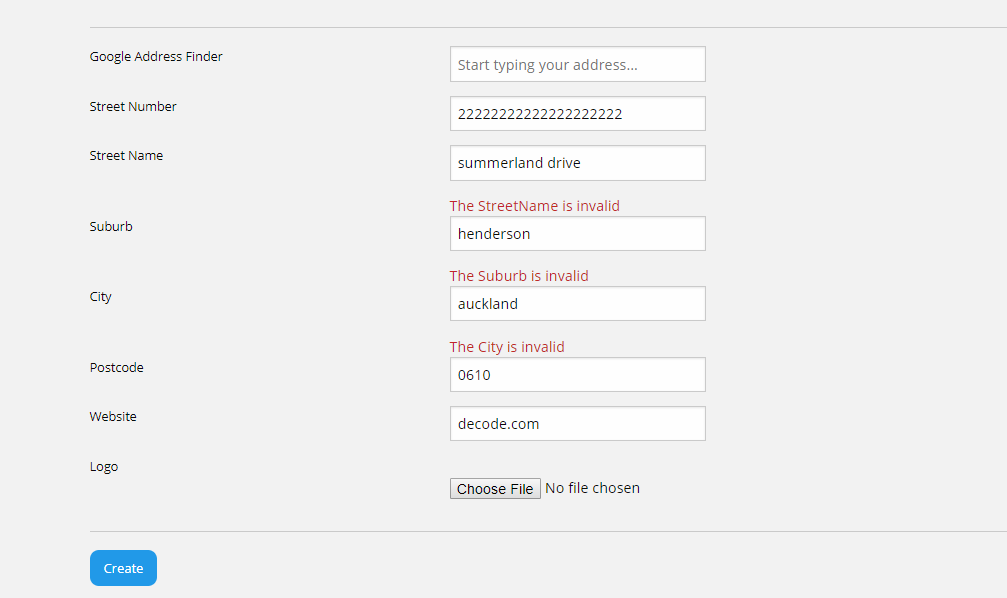 Google Address Finder
Start typing your address...
Street Number
22222222222222222222
Street Name
summerland drive
The StreetName is invalid
Suburb
henderson
The Suburb is invalid
City
auckland
The City is invalid
Postcode
0610
Website
decode.com
Logo
Choose File No file chosen
Create